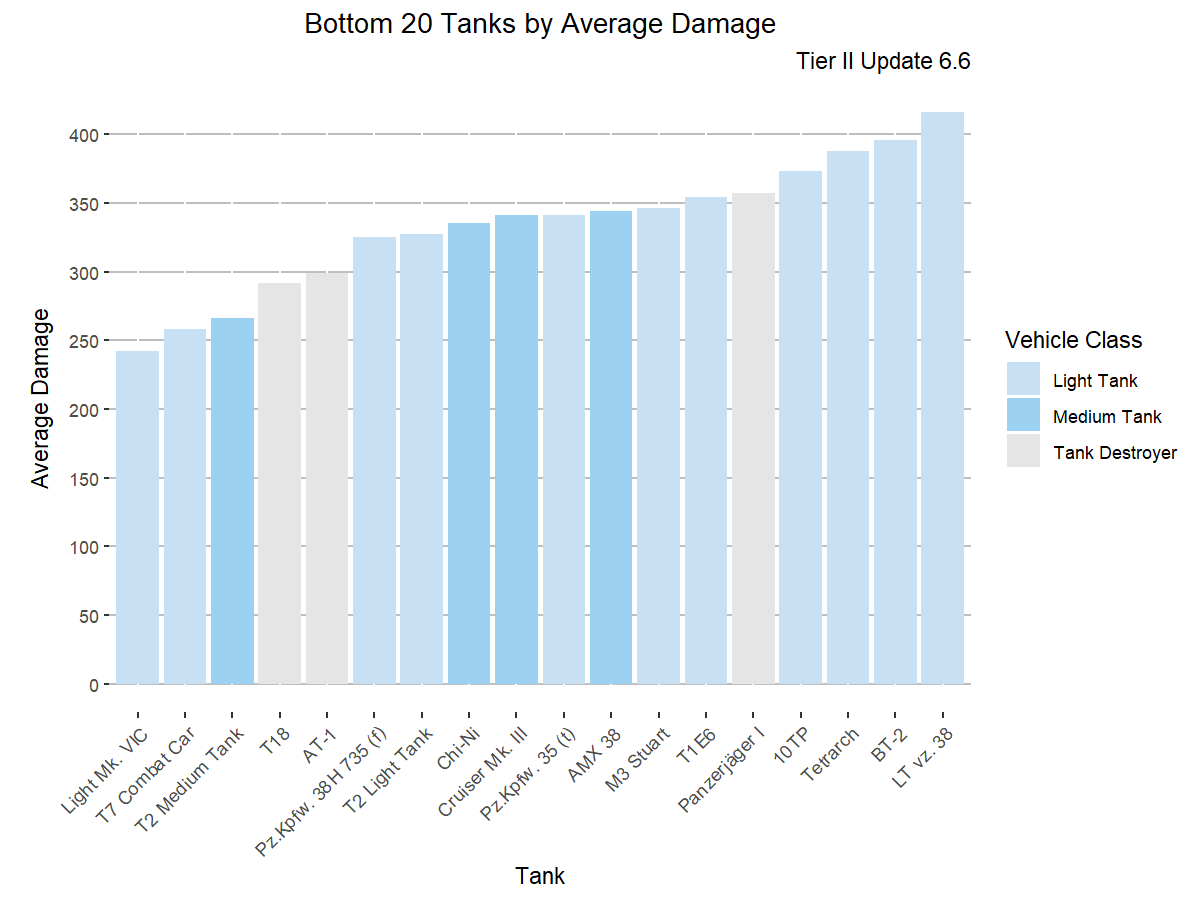 Bottom 20 Tanks by Average Damage
Tier II Update 6.6
Average Damage
400
350
300
250
200
150
100
50
0
Light Mk. VIC
T7 Combat Car
T2 Medium Tank
T18
AT-1
Pz.Kpfw. 38H 735 (f)
T2 Light Tank
Chi-Ni
Cruiser Mk. III
Pz.Kpfw. 35 (t)
AMX 38
M3 Stuart
T1E6
Panzerjäger I
10TP
Tetrarch
BT-2
LT vz. 38
Tank
Vehicle Class
Light Tank
Medium Tank
Tank Destroyer